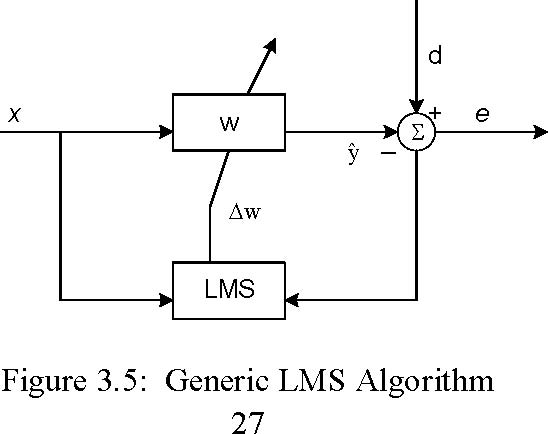 d
x
w
+
Σ
e
ŷ
−
Δw
LMS
Figure 3.5: Generic LMS Algorithm
27